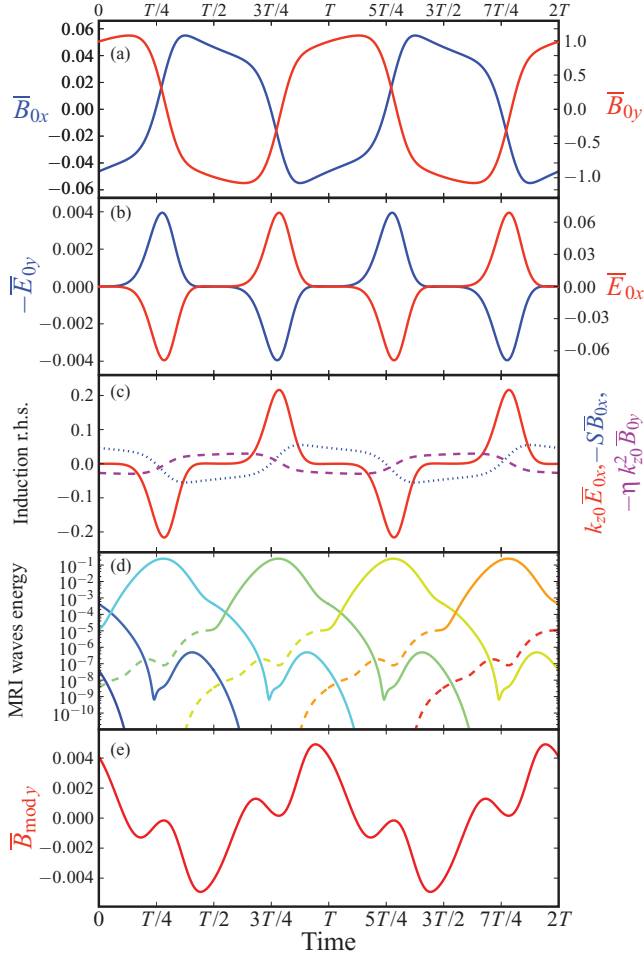 0 T/4 T/2 3T/4 T 5T/4 3T/2 7T/4 2T
(a)
B̅₀ₓ
0.06
0.04
0.02
0.00
−0.02
−0.04
−0.06
1.0
0.5
0.0
−0.5
−1.0
B̅₀y
(b)
−E̅₀y
0.004
0.002
0.000
−0.002
−0.004
0.06
0.03
0.00
−0.03
−0.06
E̅₀ₓ
(c)
Induction r.h.s.
0.2
0.1
0.0
−0.1
−0.2
k_z0 E̅₀ₓ, −S B̅₀ₓ,
−η k²_z0 B̅₀y
(d)
MRI waves energy
10⁻¹
10⁻²
10⁻³
10⁻⁴
10⁻⁵
10⁻⁶
10⁻⁷
10⁻⁸
10⁻⁹
10⁻¹⁰
(e)
B̅mod y
0.004
0.002
0.000
−0.002
−0.004
0 T/4 T/2 3T/4 T 5T/4 3T/2 7T/4 2T
Time